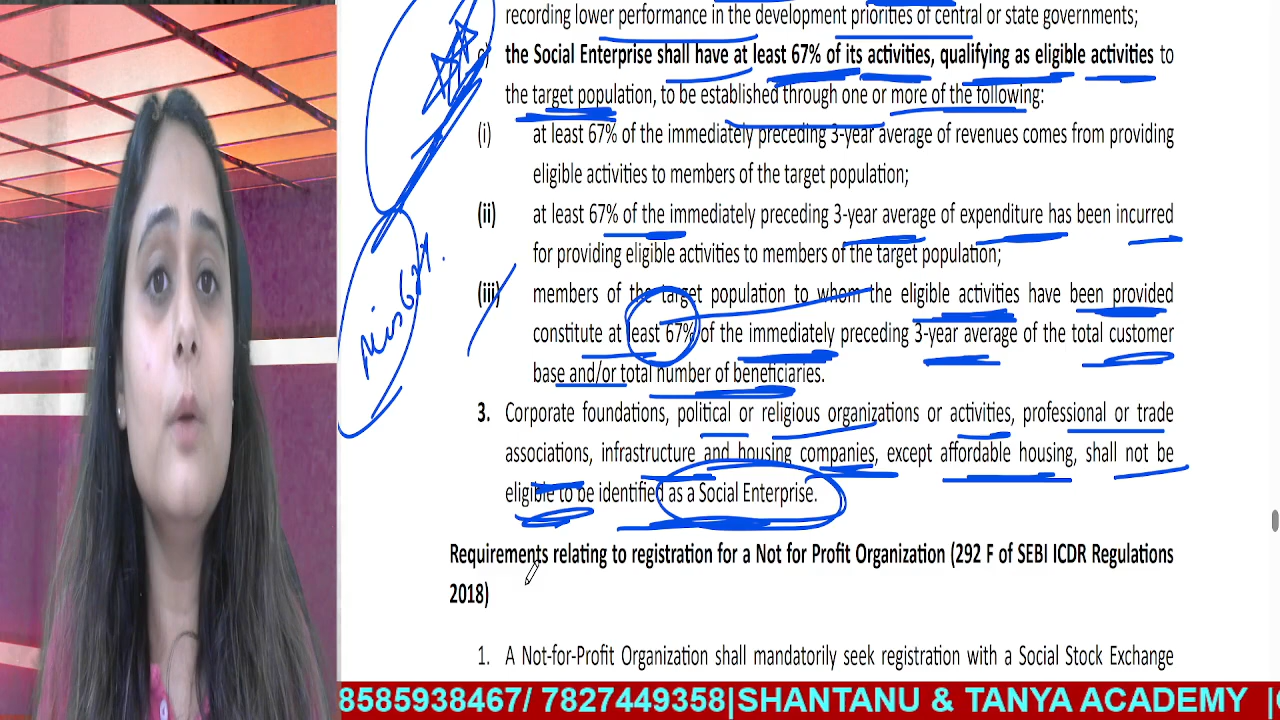 recording lower performance in the development priorities of central or state governments;
c) the Social Enterprise shall have at least 67% of its activities, qualifying as eligible activities to
the target population, to be established through one or more of the following:
(i) at least 67% of the immediately preceding 3-year average of revenues comes from providing
eligible activities to members of the target population;
(ii) at least 67% of the immediately preceding 3-year average of expenditure has been incurred
for providing eligible activities to members of the target population;
(iii) members of the target population to whom the eligible activities have been provided
constitute at least 67% of the immediately preceding 3-year average of the total customer
base and/or total number of beneficiaries.
3. Corporate foundations, political or religious organizations or activities, professional or trade
associations, infrastructure and housing companies, except affordable housing, shall not be
eligible to be identified as a Social Enterprise.
Requirements relating to registration for a Not for Profit Organization (292 F of SEBI ICDR Regulations
2018)
1. A Not-for-Profit Organization shall mandatorily seek registration with a Social Stock Exchange
8585938467/ 7827449358|SHANTANU & TANYA ACADEMY |